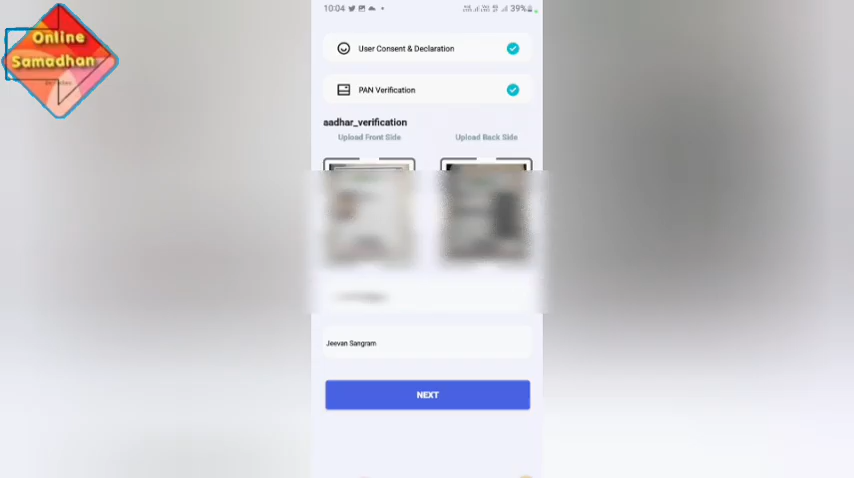 Online
Samadhan
10:04
39%
User Consent & Declaration
PAN Verification
aadhar_verification
Upload Front Side
Upload Back Side
Jeevan Sangram
NEXT